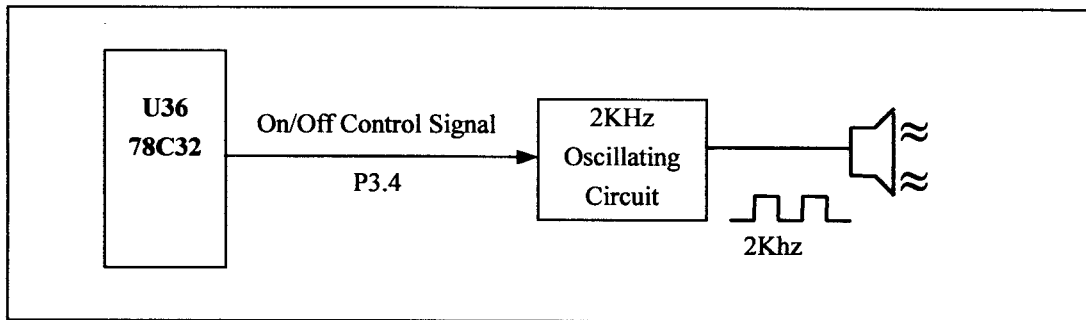 U36
78C32
On/Off Control Signal
P3.4
2KHz
Oscillating
Circuit
2Khz